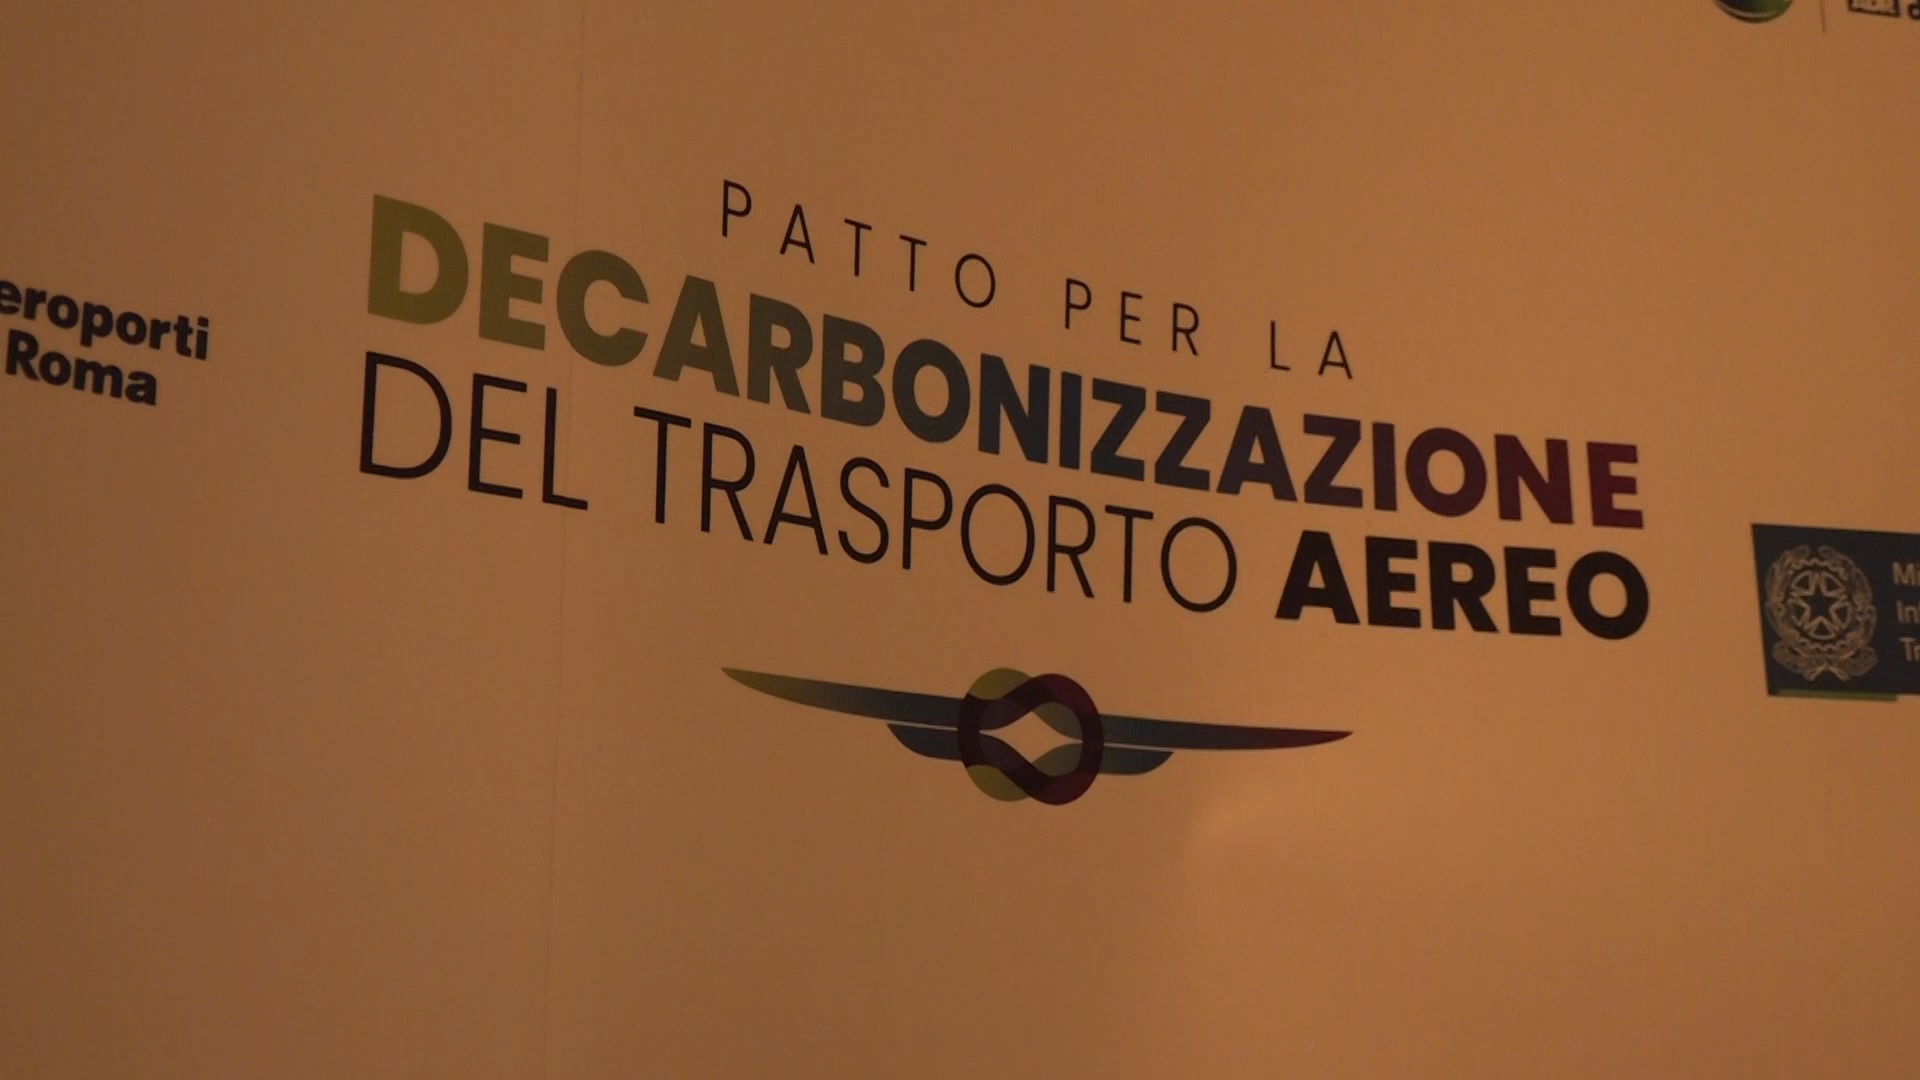 PATTO PER LA
DECARBONIZZAZIONE
DEL TRASPORTO AEREO
eroporti
Roma